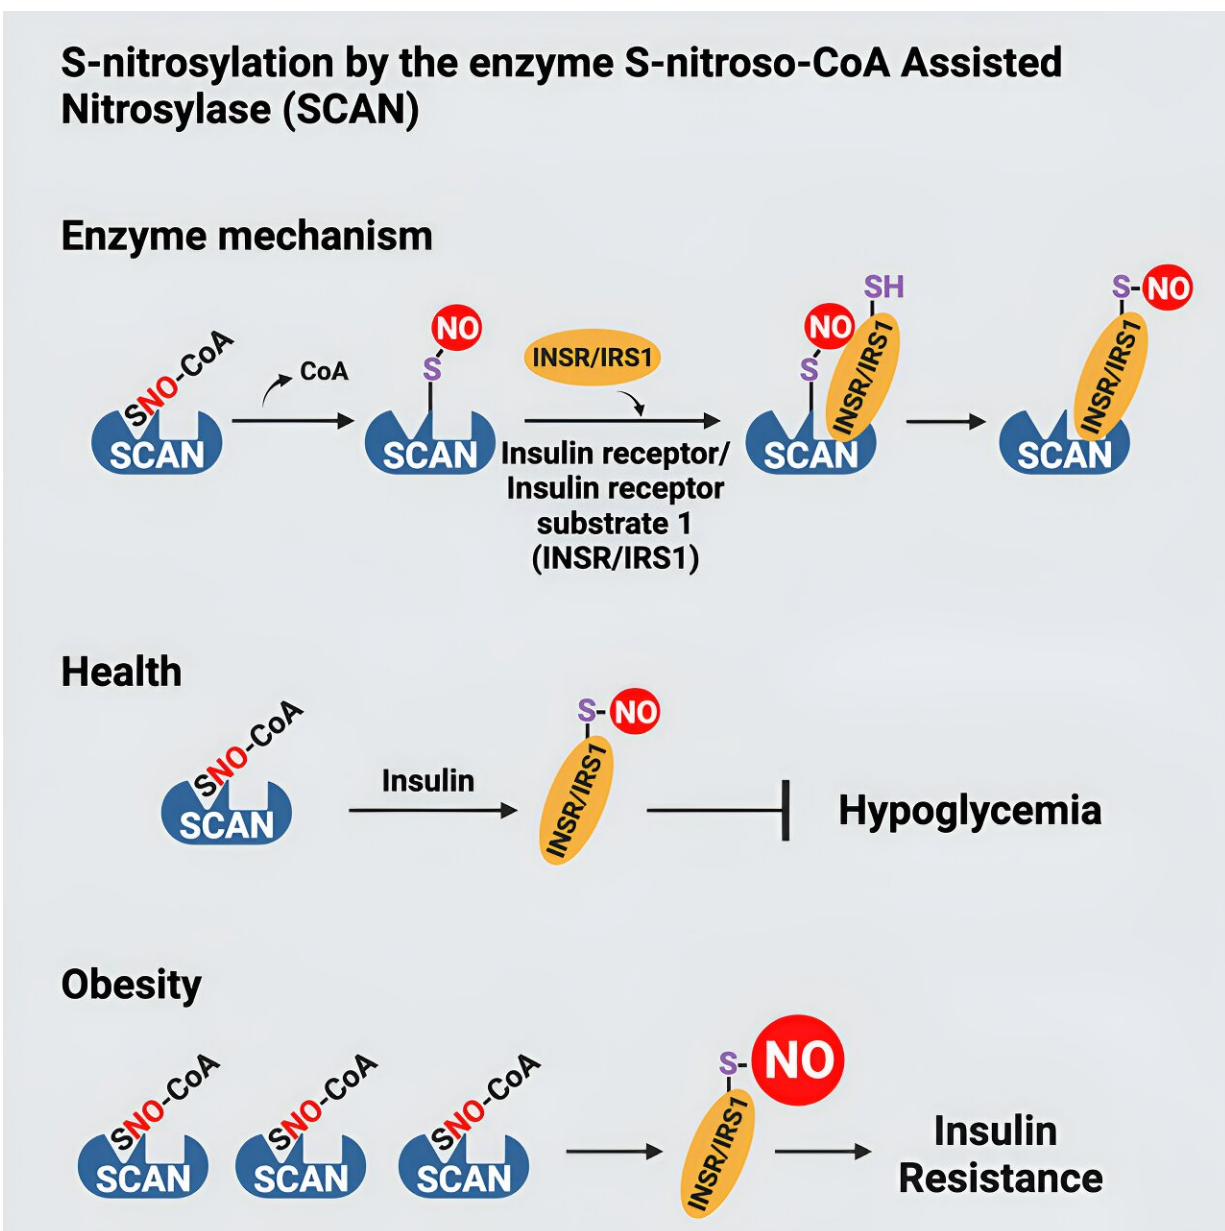 S-nitrosylation by the enzyme S-nitroso-CoA Assisted
Nitrosylase (SCAN)
Enzyme mechanism
SNO-CoA
SCAN
CoA
NO
S
SCAN
INSR/IRS1
Insulin receptor/
Insulin receptor
substrate 1
(INSR/IRS1)
SH
NO
S
INSR/IRS1
SCAN
S-NO
INSR/IRS1
SCAN
Health
SNO-CoA
SCAN
Insulin
S-NO
INSR/IRS1
Hypoglycemia
Obesity
SNO-CoA
SCAN
SNO-CoA
SCAN
SNO-CoA
SCAN
S-NO
INSR/IRS1
Insulin
Resistance